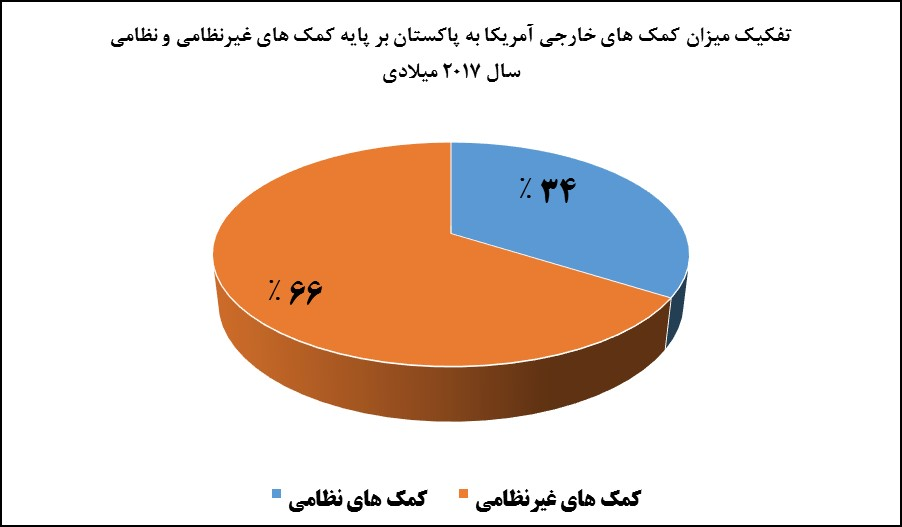 تفکیک میزان کمک های خارجی آمریکا به پاکستان بر پایه کمک های غیرنظامی و نظامی
سال ۲۰۱۷ میلادی
۳۴ ٪
۶۶ ٪
کمک های غیرنظامی
کمک های نظامی